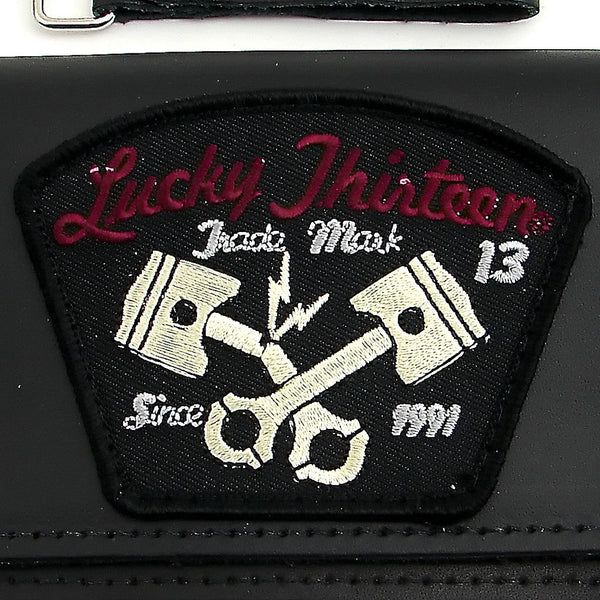 Lucky Thirteen®
Trade Mark
13
Since 1991